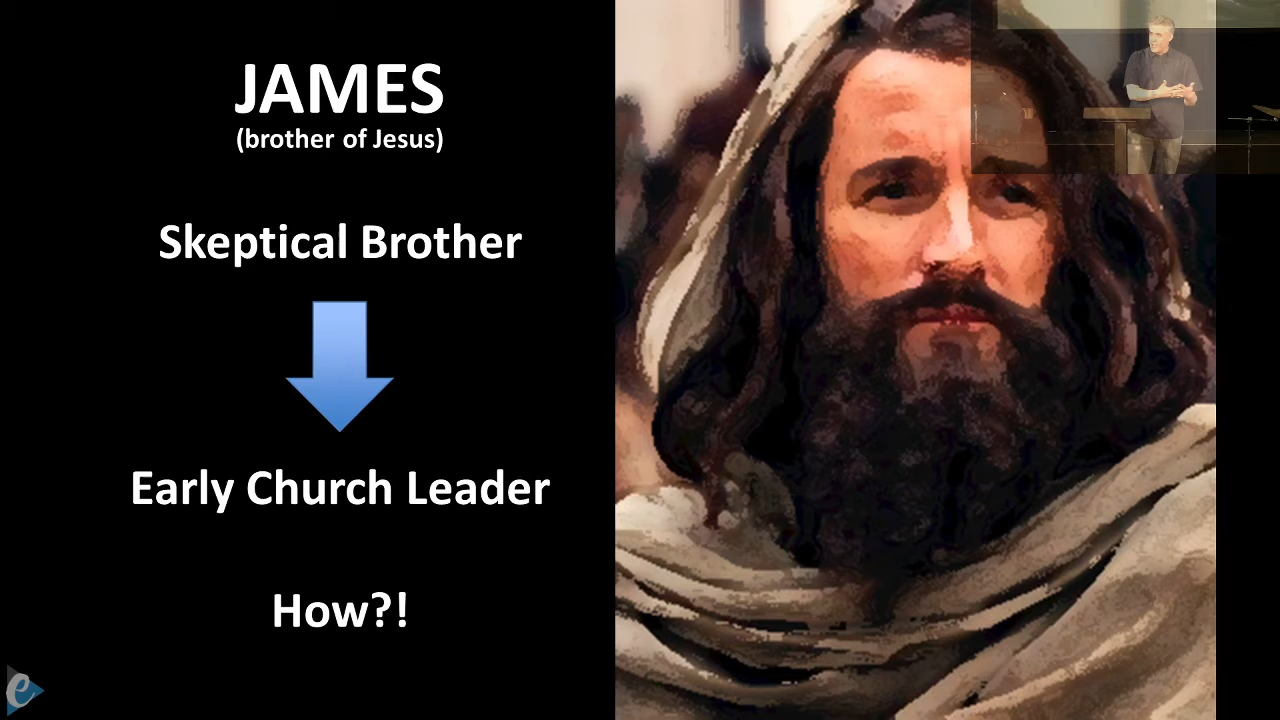 JAMES
(brother of Jesus)
Skeptical Brother
Early Church Leader
How?!
e